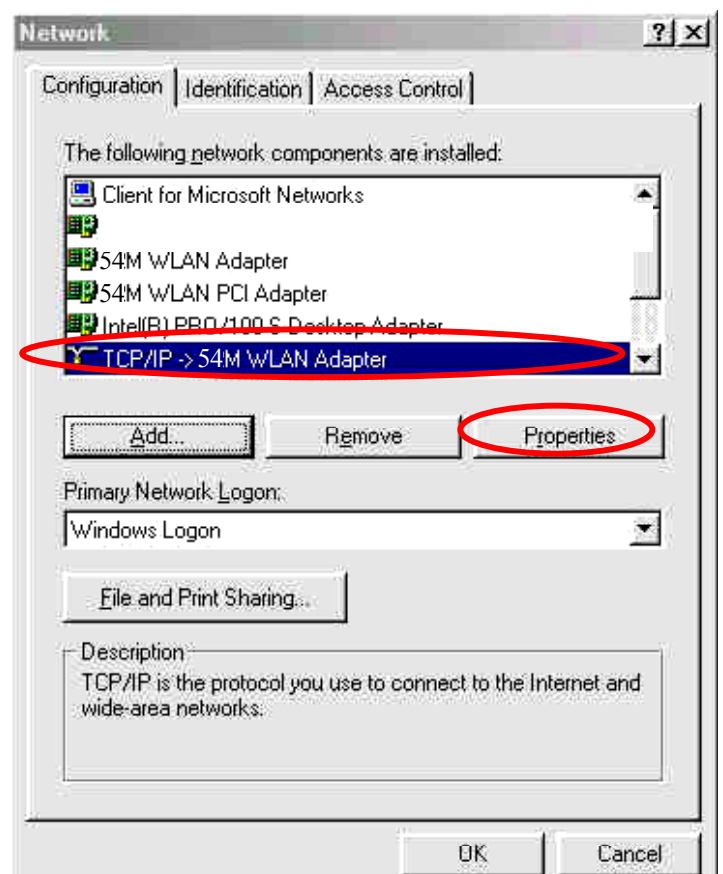 Network
Configuration Identification Access Control
The following network components are installed:
Client for Microsoft Networks
54M WLAN Adapter
54M WLAN PCI Adapter
Intel(R) PRO/100 S Desktop Adapter
TCP/IP -> 54M WLAN Adapter
Add... Remove Properties
Primary Network Logon:
Windows Logon
File and Print Sharing...
Description
TCP/IP is the protocol you use to connect to the Internet and
wide-area networks.
OK Cancel